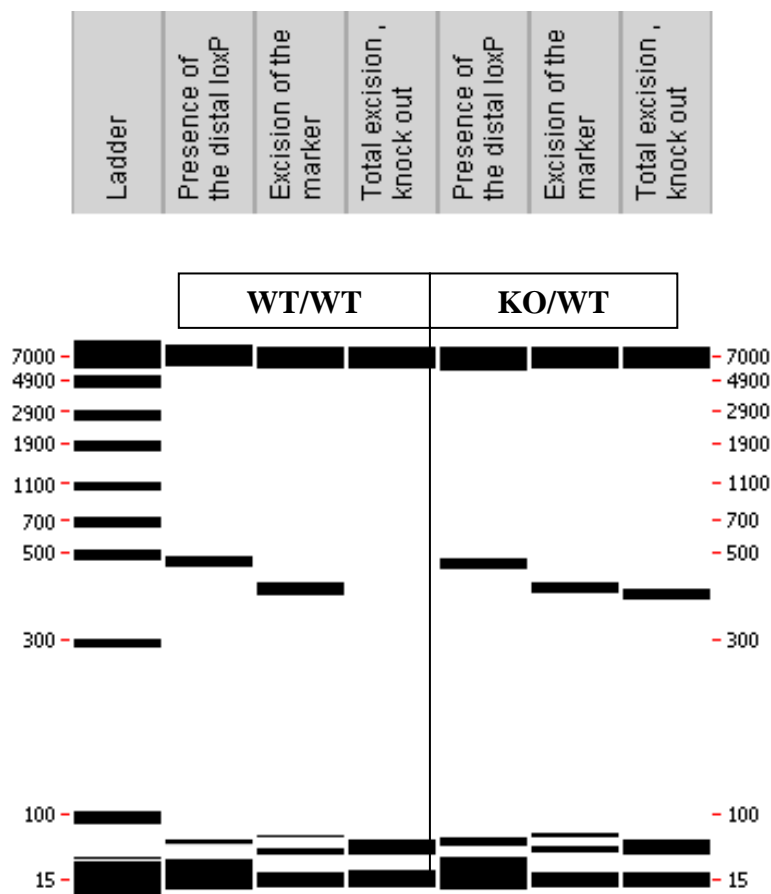 Ladder
Presence of
the distal loxP
Excision of the
marker
Total excision ,
knock out
Presence of
the distal loxP
Excision of the
marker
Total excision ,
knock out
WT/WT
KO/WT
7000
4900
2900
1900
1100
700
500
300
100
15
7000
4900
2900
1900
1100
700
500
300
100
15